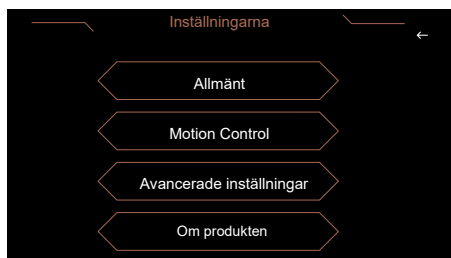 Inställningarna
Allmänt
Motion Control
Avancerade inställningar
Om produkten